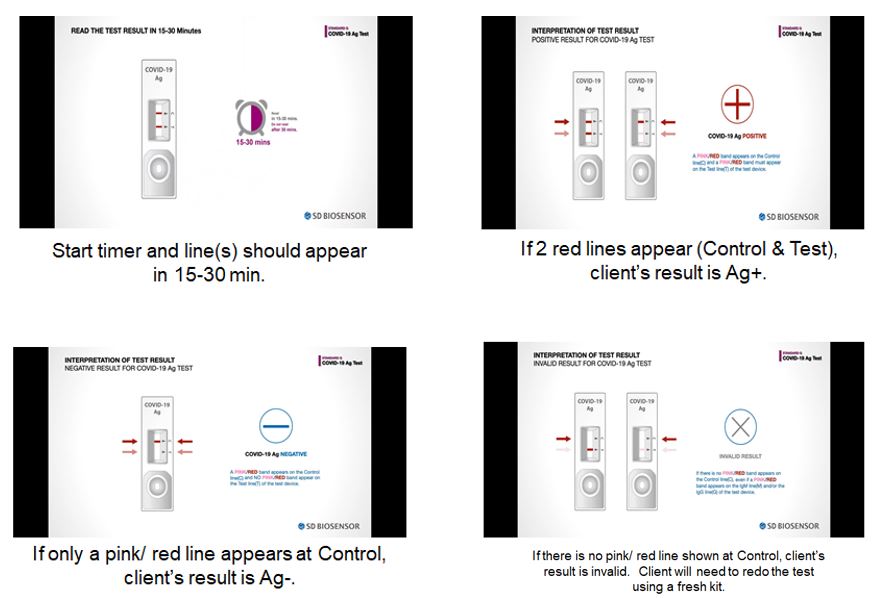 READ THE TEST RESULT IN 15-30 Minutes
STANDARD Q
COVID-19 Ag Test
COVID-19
Ag
Read
in 15-30 mins.
Do not read
after 30 mins.
15-30 mins
SD BIOSENSOR
Start timer and line(s) should appear
in 15-30 min.
INTERPRETATION OF TEST RESULT
POSITIVE RESULT FOR COVID-19 Ag TEST
STANDARD Q
COVID-19 Ag Test
COVID-19
Ag
COVID-19
Ag
COVID-19 Ag POSITIVE
A PINK/RED band appears on the Control
line(C) and a PINK/RED band must appear
on the Test line(T) of the test device.
SD BIOSENSOR
If 2 red lines appear (Control & Test),
client's result is Ag+.
INTERPRETATION OF TEST RESULT
NEGATIVE RESULT FOR COVID-19 Ag TEST
STANDARD Q
COVID-19 Ag Test
COVID-19
Ag
COVID-19 Ag NEGATIVE
A PINK/RED band appears on the Control
line(C) and NO PINK/RED band appear on
the Test line(T) of the test device.
SD BIOSENSOR
If only a pink/ red line appears at Control,
client's result is Ag-.
INTERPRETATION OF TEST RESULT
INVALID RESULT FOR COVID-19 Ag TEST
STANDARD Q
COVID-19 Ag Test
COVID-19
Ag
COVID-19
Ag
INVALID RESULT
If there is no PINK/RED band appears on
the Control line(C), even if a PINK/RED
band appears on the IgM line(M) and/or the
IgG line(G) of the test device.
SD BIOSENSOR
If there is no pink/ red line shown at Control, client's
result is invalid. Client will need to redo the test
using a fresh kit.